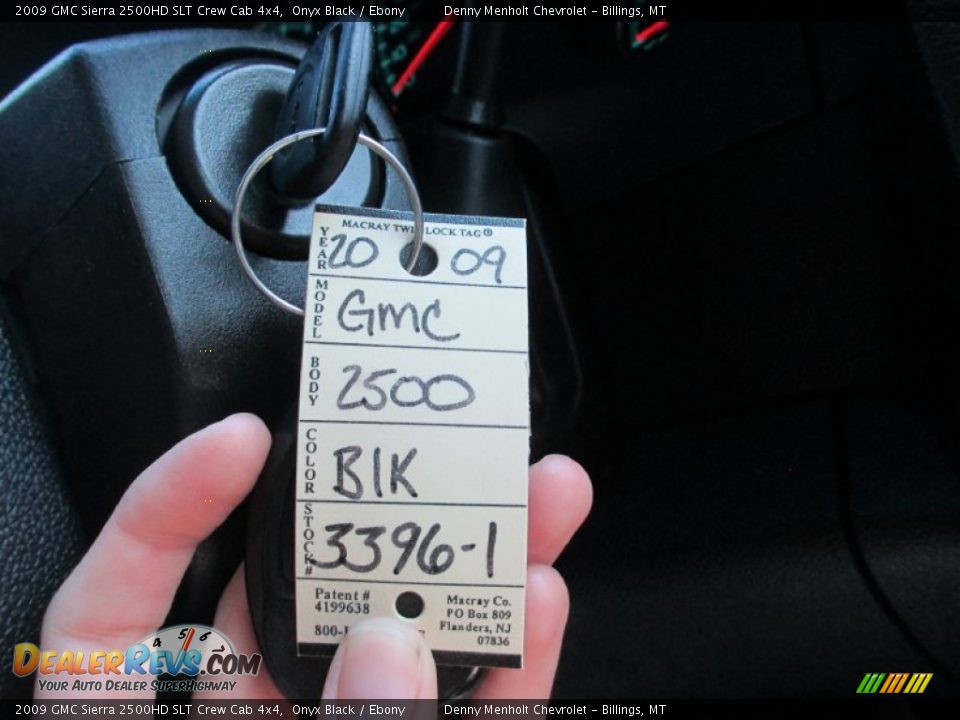 2009 GMC Sierra 2500HD SLT Crew Cab 4x4,  Onyx Black / Ebony  Denny Menholt Chevrolet - Billings, MT
MACRAY LOCK TAG®
YEAR 20 09
MODEL GMC
BODY 2500
COLOR BlK
STOCK# 3396-1
Patent #
4199638
800-
Macray Co.
PO Box 809
Flanders, NJ
07836
4 5 6
DEALERREVS.COM
YOUR AUTO DEALER SUPERHIGHWAY
2009 GMC Sierra 2500HD SLT Crew Cab 4x4,  Onyx Black / Ebony  Denny Menholt Chevrolet - Billings, MT